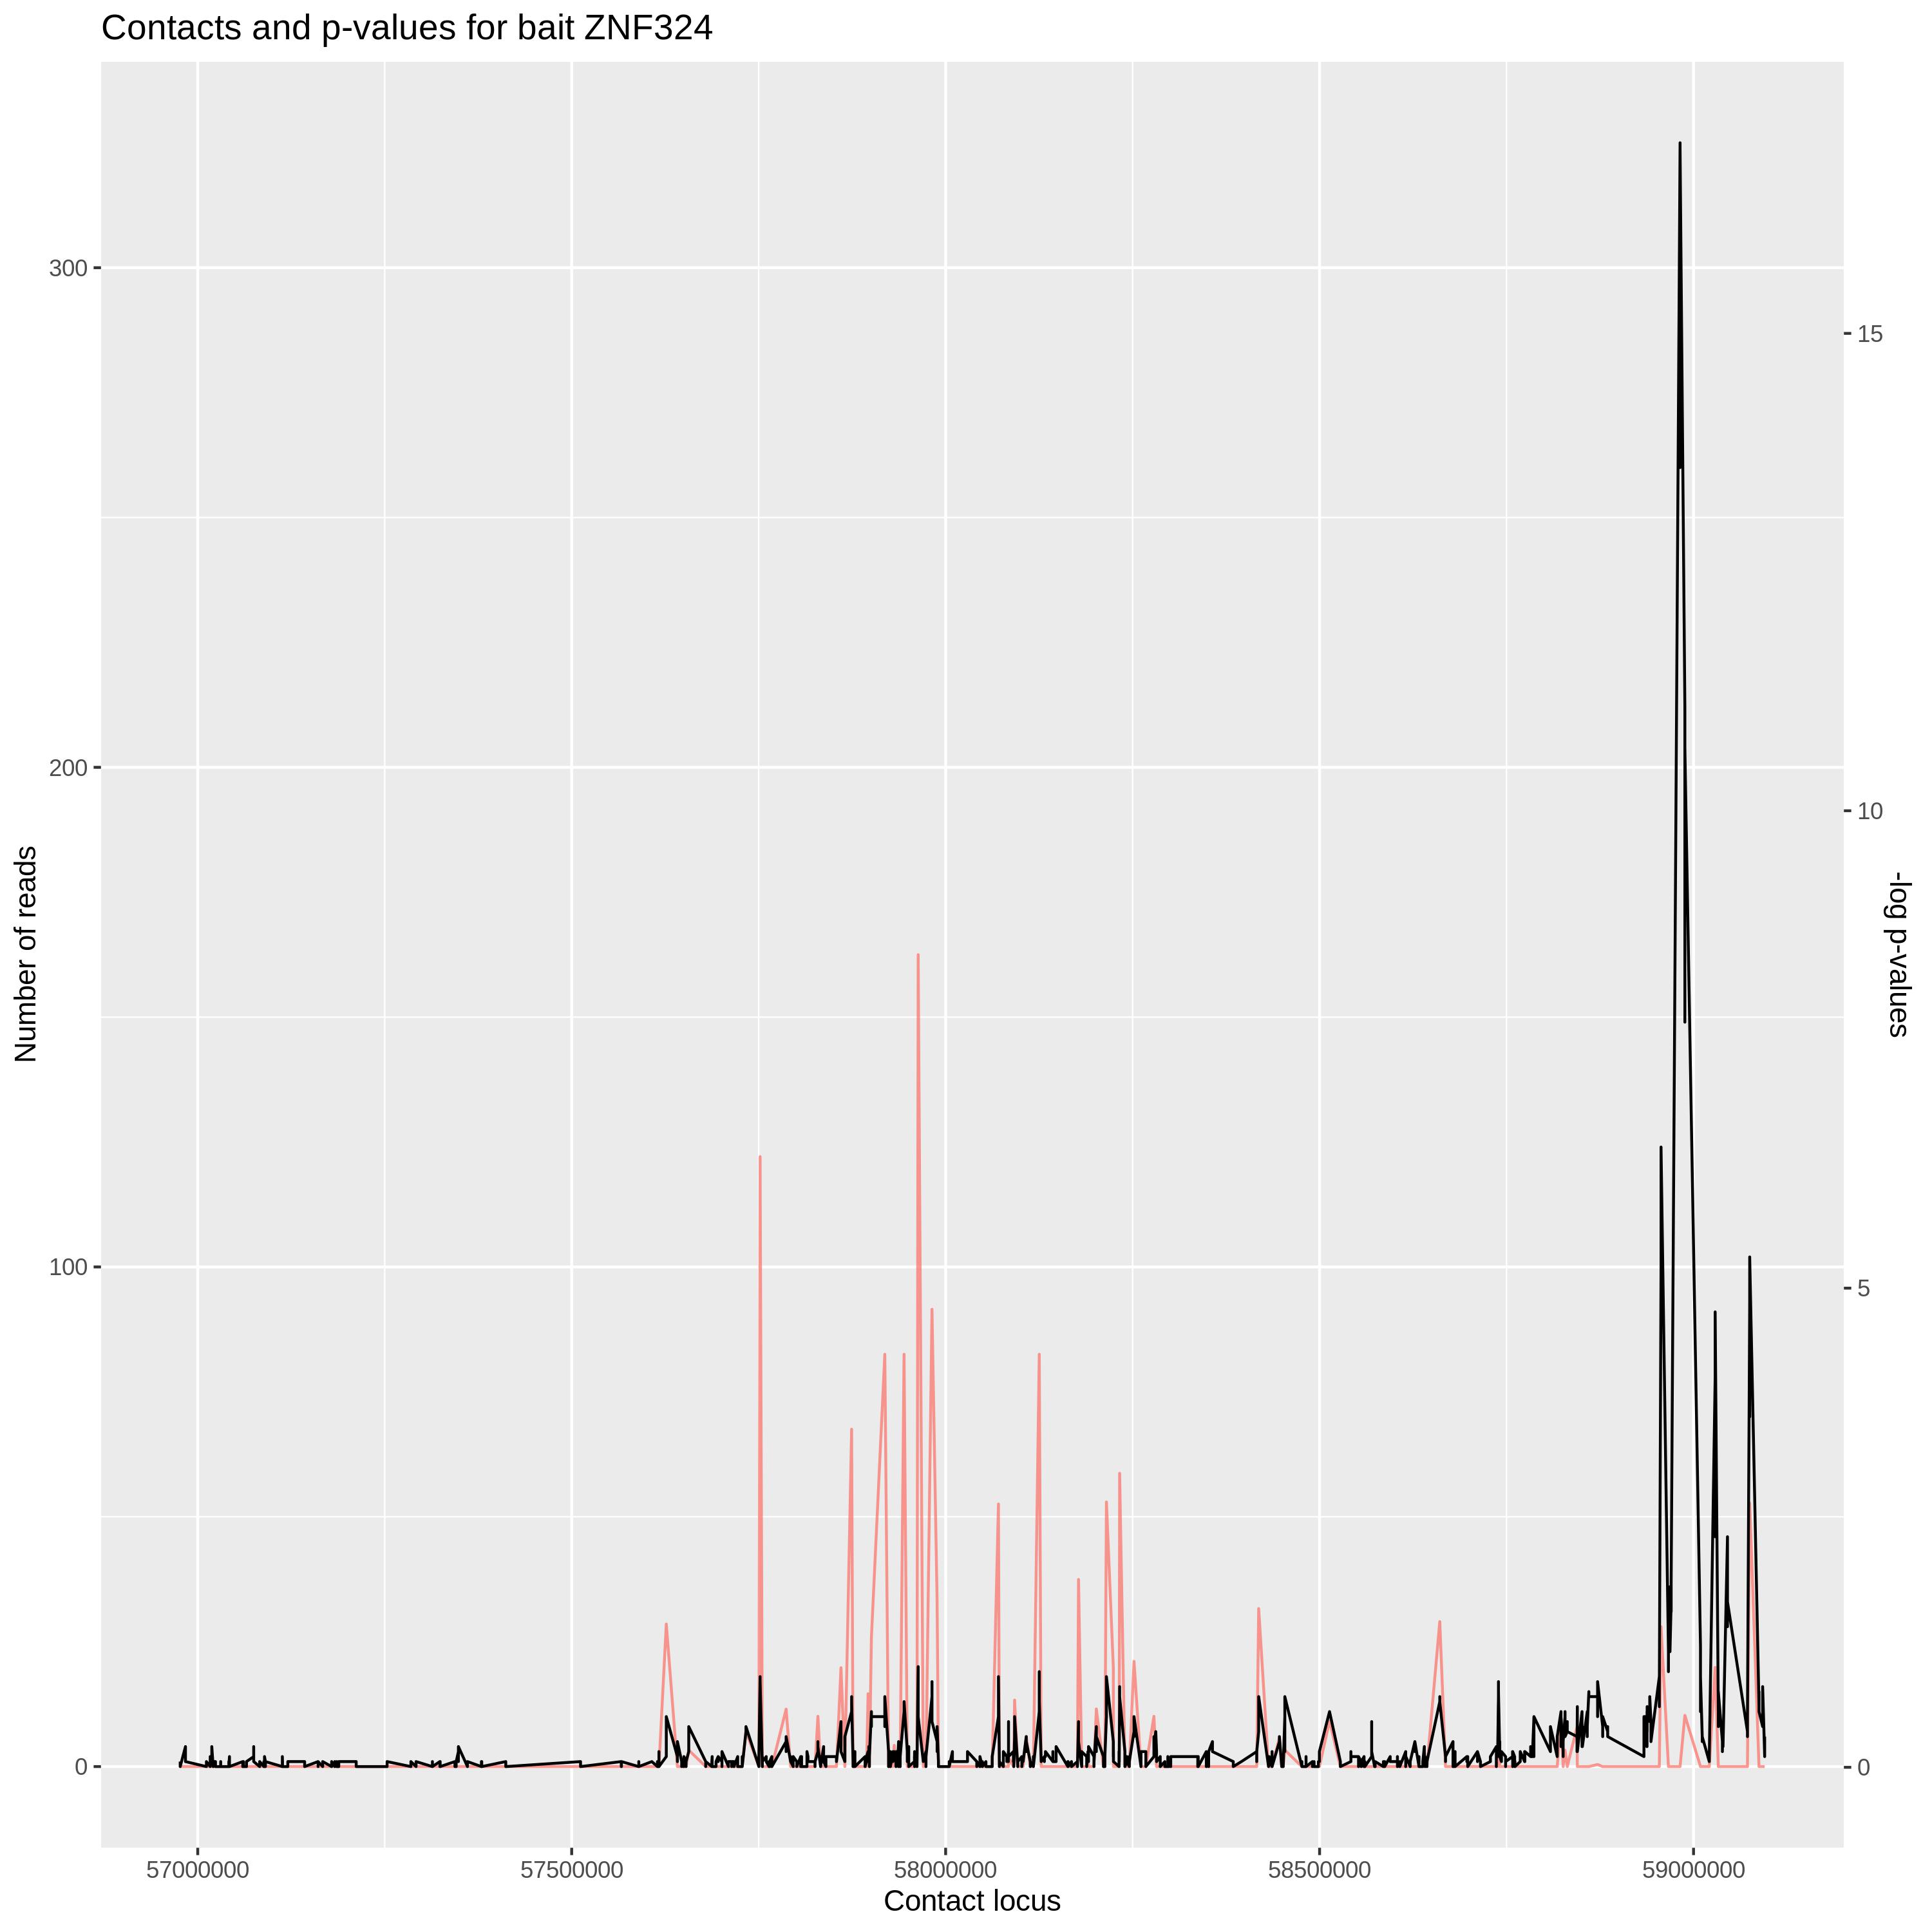 Contacts and p-values for bait ZNF324
300
200
100
0
Number of reads
15
10
5
0
-log p-values
57000000 57500000 58000000 58500000 59000000
Contact locus